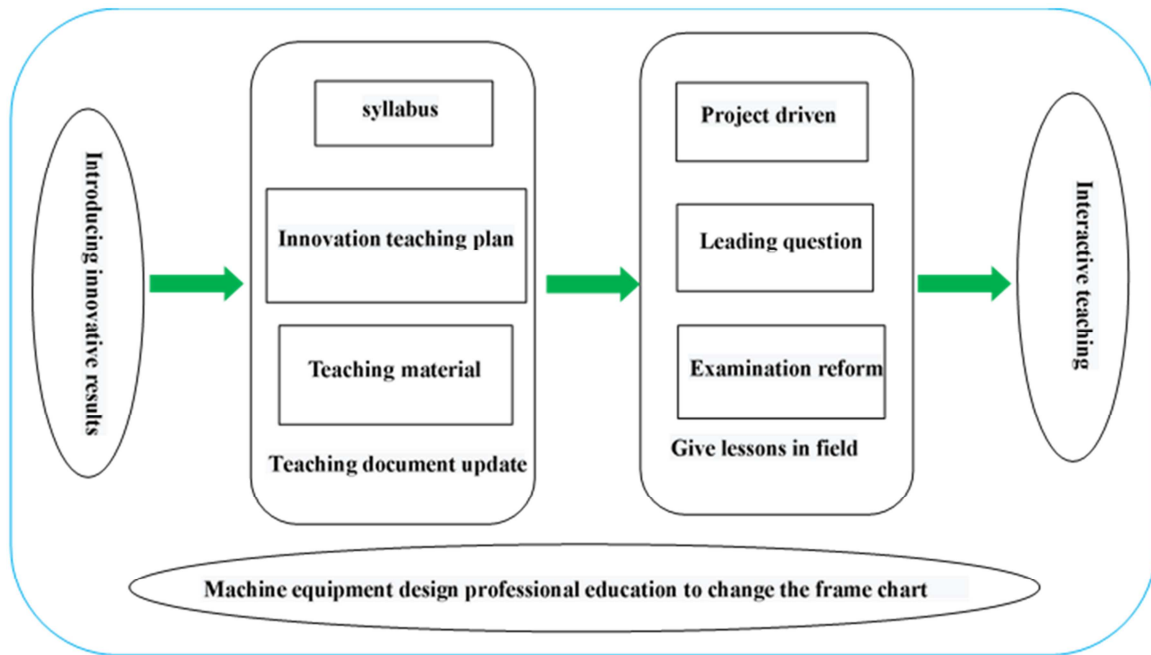 Introducing innovative results
syllabus
Innovation teaching plan
Teaching material
Teaching document update
Project driven
Leading question
Examination reform
Give lessons in field
Interactive teaching
Machine equipment design professional education to change the frame chart